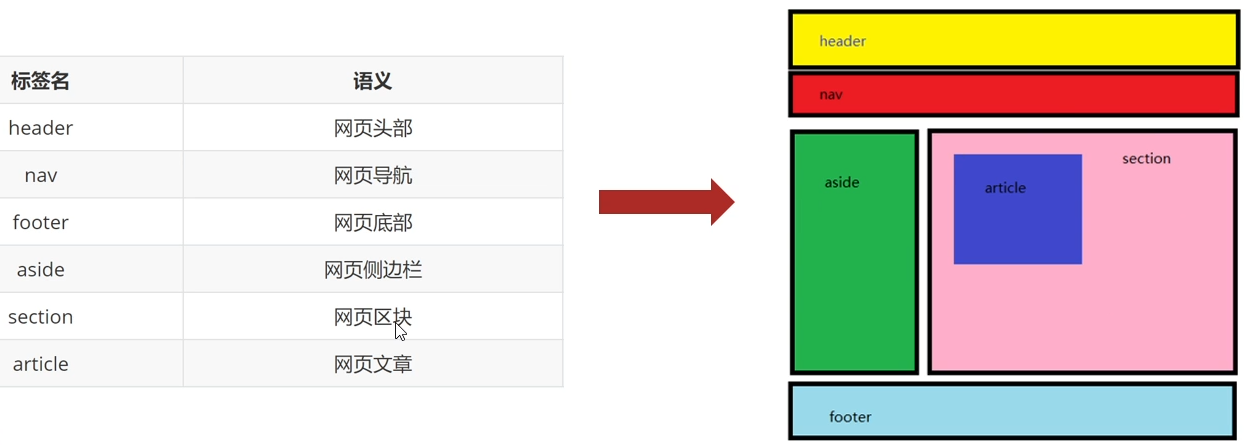 标签名 语义
header 网页头部
nav 网页导航
footer 网页底部
aside 网页侧边栏
section 网页区块
article 网页文章
header
nav
aside
section
article
footer